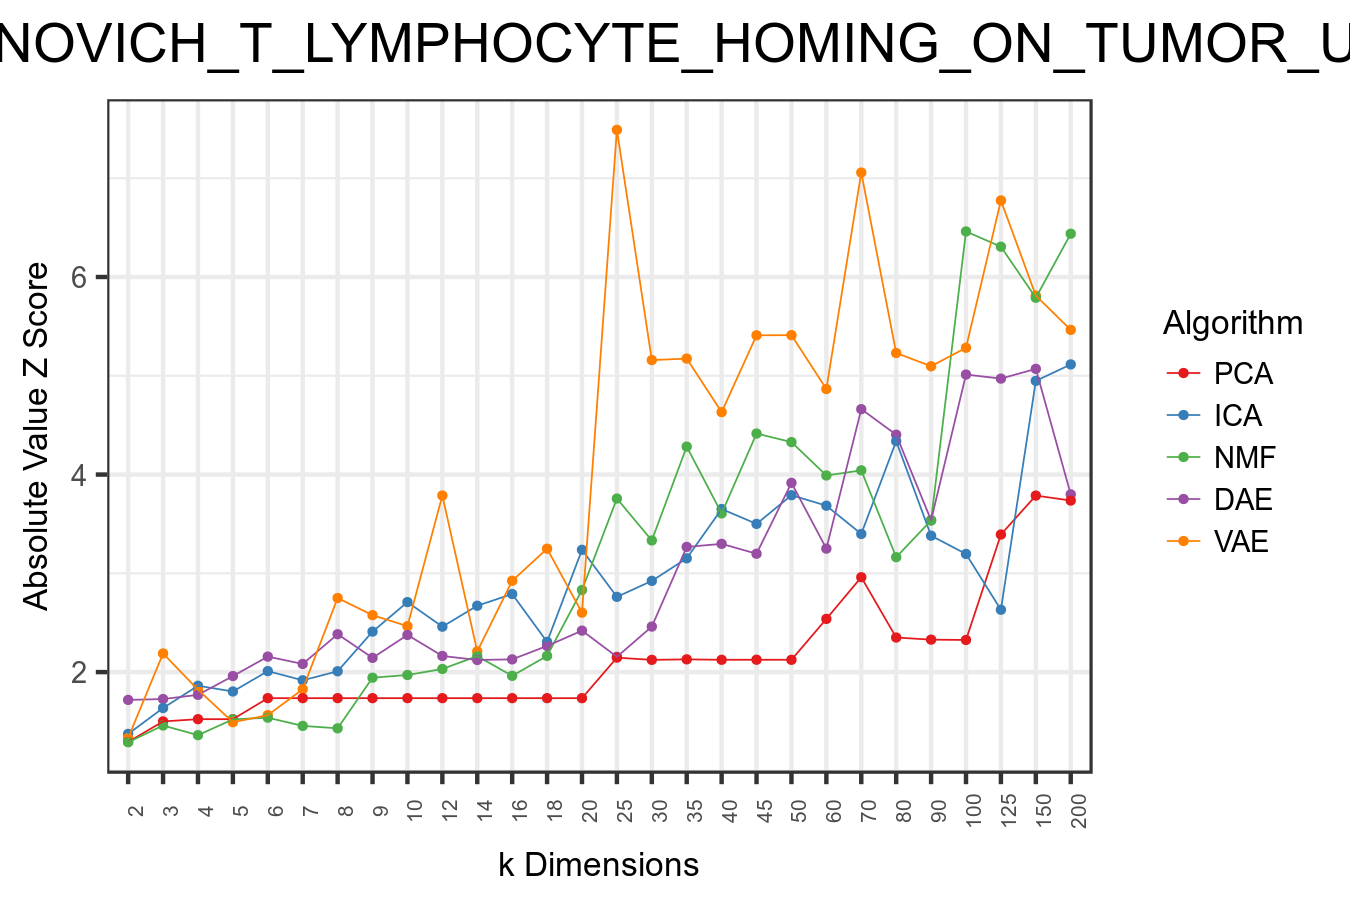 NOVICH_T_LYMPHOCYTE_HOMING_ON_TUMOR_U
Absolute Value Z Score
6
4
2
2 3 4 5 6 7 8 9 10 12 14 16 18 20 25 30 35 40 45 50 60 70 80 90 100 125 150 200
k Dimensions
Algorithm
PCA
ICA
NMF
DAE
VAE